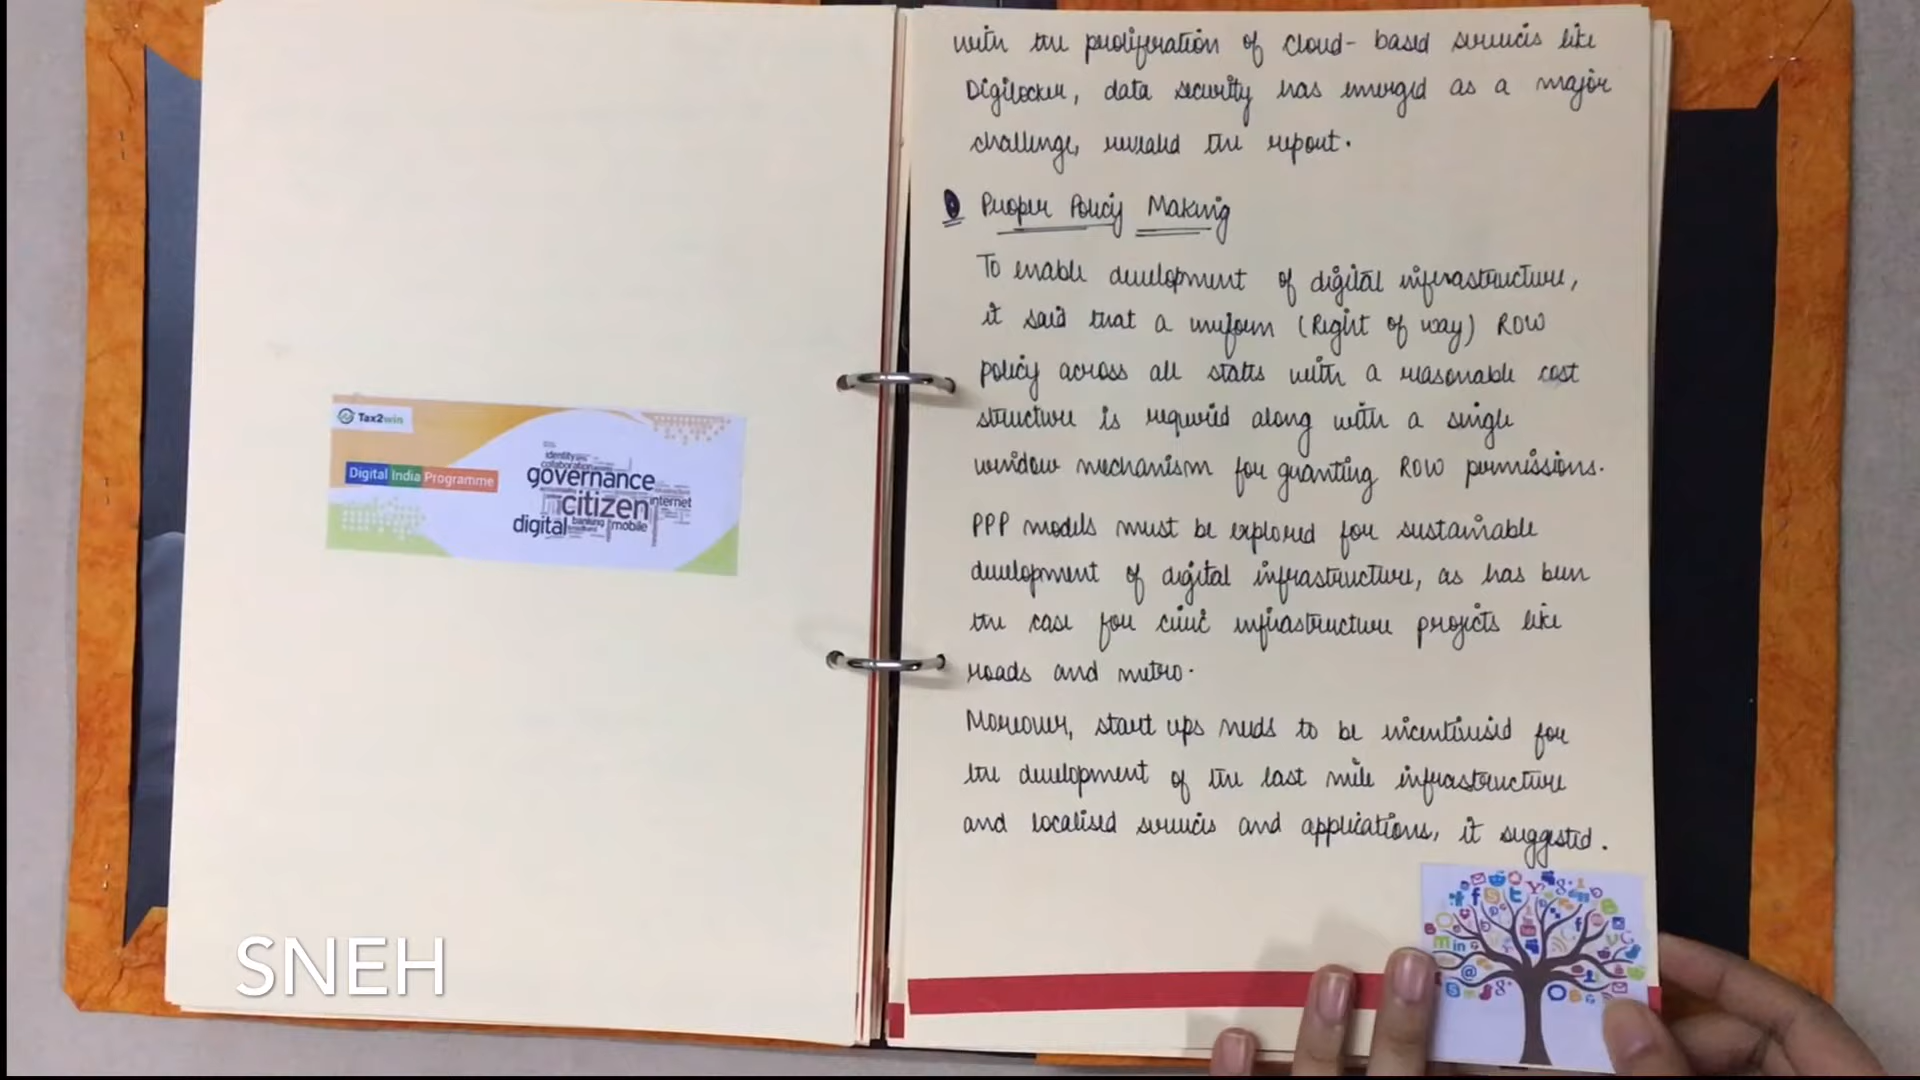 Tax2win
Digital India Programme
identity
collaboration
governance
citizen
internet
digital
banking
mobile
SNEH
with the proliferation of cloud-based services like
Digilocker, data security has emerged as a major
challenge, revealed the report.
Proper Policy Making
To enable development of digital infrastructure,
it said that a uniform (Right of way) ROW
policy across all states with a reasonable cost
structure is required along with a single
window mechanism for granting ROW permissions.
PPP models must be explored for sustainable
development of digital infrastructure, as has been
the case for civic infrastructure projects like
roads and metro.
Moreover, start ups needs to be incentivised for
the development of the last mile infrastructure
and localised services and applications, it suggested.